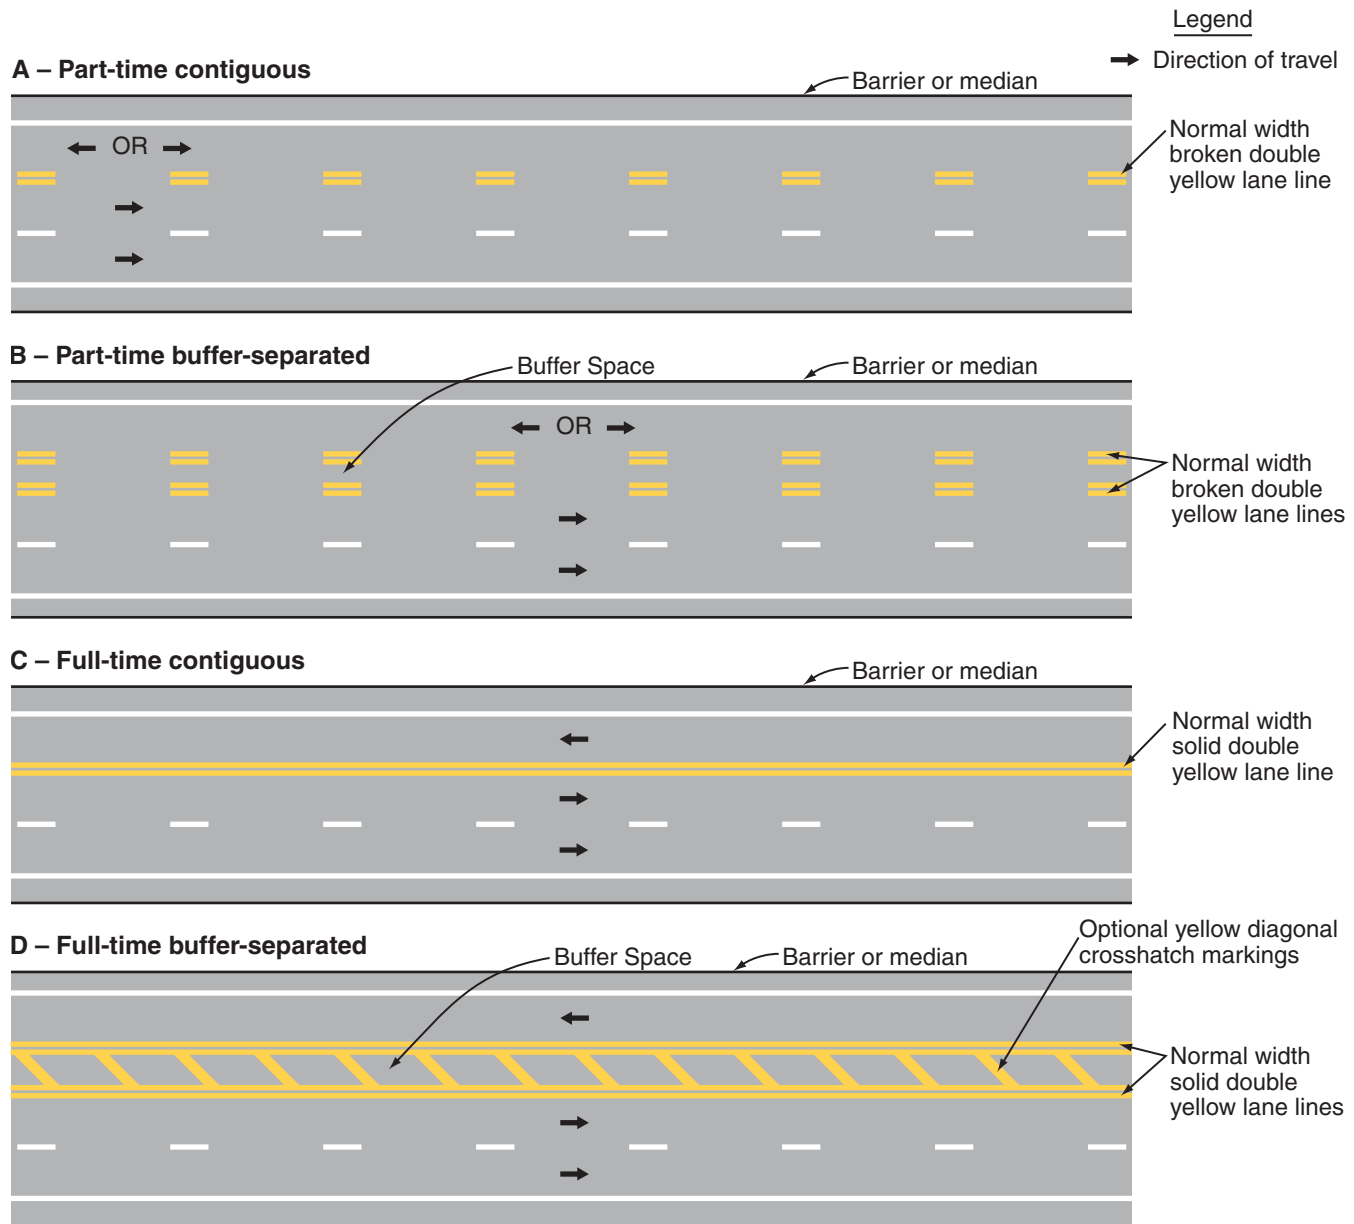 Legend
Direction of travel
A – Part-time contiguous
Barrier or median
OR
Normal width
broken double
yellow lane line
B – Part-time buffer-separated
Buffer Space
Barrier or median
OR
Normal width
broken double
yellow lane lines
C – Full-time contiguous
Barrier or median
Normal width
solid double
yellow lane line
D – Full-time buffer-separated
Buffer Space
Barrier or median
Optional yellow diagonal
crosshatch markings
Normal width
solid double
yellow lane lines